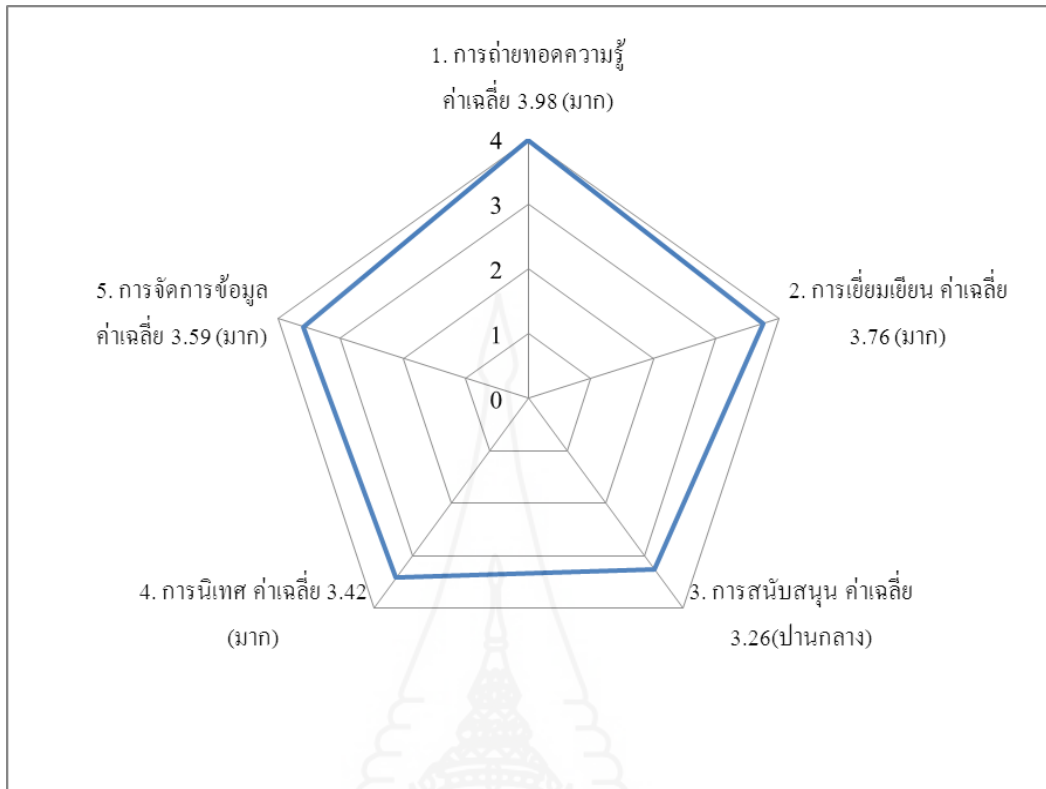 1. การถ่ายทอดความรู้
ค่าเฉลี่ย 3.98 (มาก)
4
3
2
1
0
5. การจัดการข้อมูล
ค่าเฉลี่ย 3.59 (มาก)
2. การเยี่ยมเยียน ค่าเฉลี่ย
3.76 (มาก)
4. การนิเทศ ค่าเฉลี่ย 3.42
(มาก)
3. การสนับสนุน ค่าเฉลี่ย
3.26(ปานกลาง)